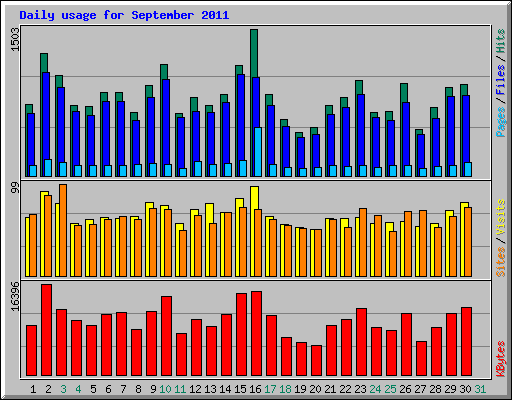 Daily usage for September 2011
1503
Pages / Files / Hits
99
Sites / Visits
16396
KBytes
1 2 3 4 5 6 7 8 9 10 11 12 13 14 15 16 17 18 19 20 21 22 23 24 25 26 27 28 29 30 31